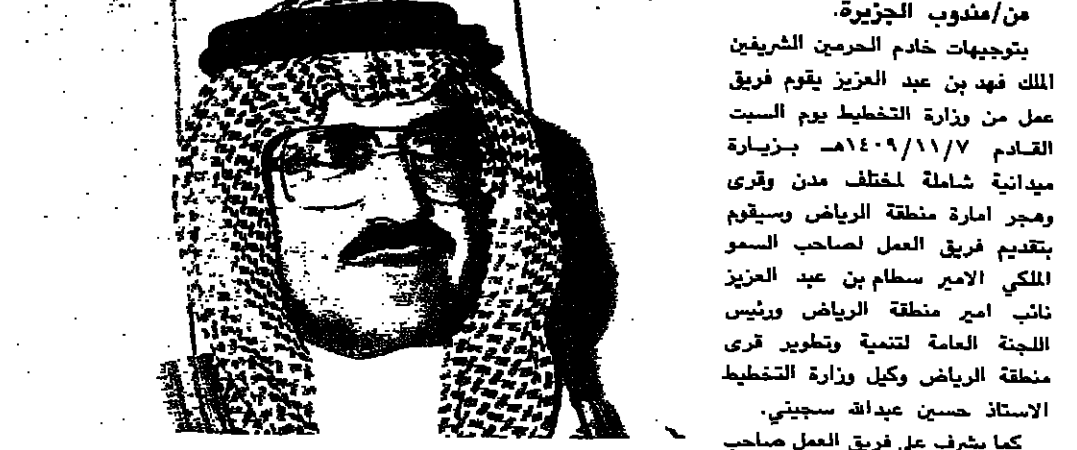 من/مندوب الجزيرة.
بتوجيهات خادم الحرمين الشريفين
الملك فهد بن عبد العزيز يقوم فريق
عمل من وزارة التخطيط يوم السبت
القادم ١٤٠٩/١١/٧هـ بزيارة
ميدانية شاملة لمختلف مدن وقرى
وهجر امارة منطقة الرياض وسيقوم
بتقديم فريق العمل لصاحب السمو
الملكي الامير سطام بن عبد العزيز
نائب امير منطقة الرياض ورئيس
اللجنة العامة لتنمية وتطوير قرى
منطقة الرياض وكيل وزارة التخطيط
الاستاذ حسين عبدالله سجيني.
كما يشرف على فريق العمل صاحب